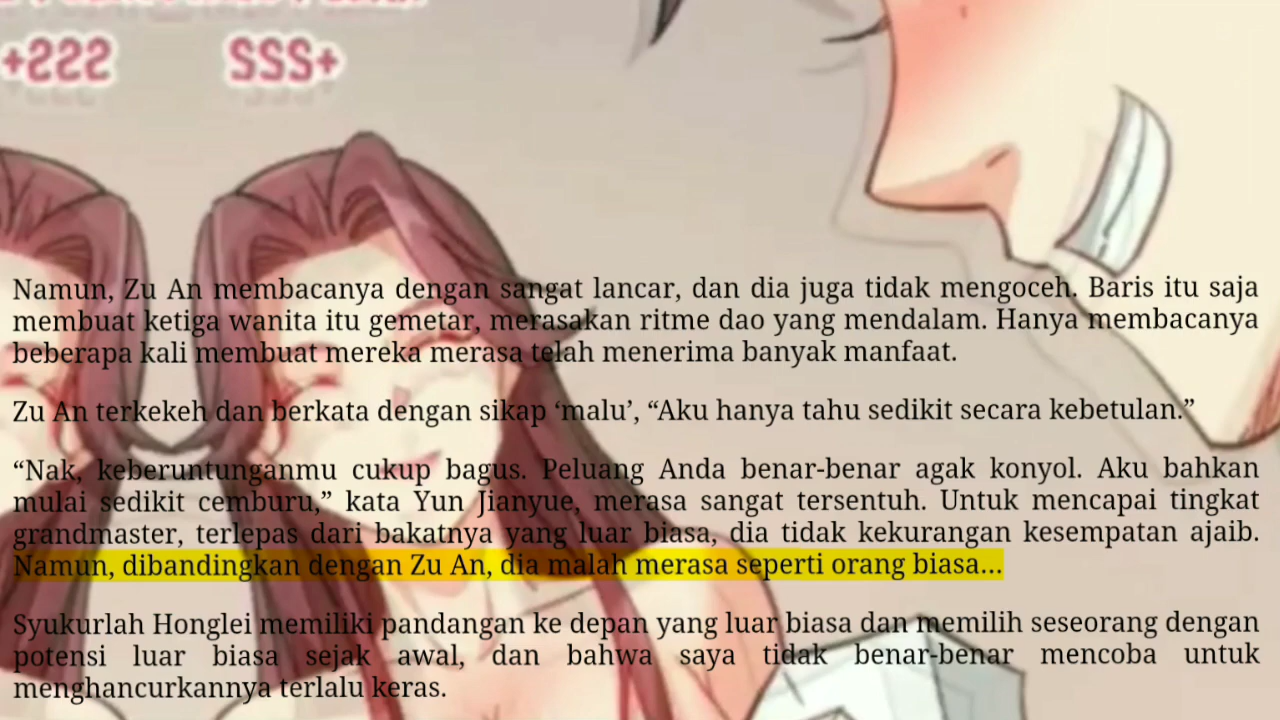 +SSS SSS+
Namun, Zu An membacanya dengan sangat lancar, dan dia juga tidak mengoceh. Baris itu saja
membuat ketiga wanita itu gemetar, merasakan ritme dao yang mendalam. Hanya membacanya
beberapa kali membuat mereka merasa telah menerima banyak manfaat.
Zu An terkekeh dan berkata dengan sikap ‘malu’, “Aku hanya tahu sedikit secara kebetulan.”
“Nak, keberuntunganmu cukup bagus. Peluang Anda benar-benar agak konyol. Aku bahkan
mulai sedikit cemburu,” kata Yun Jianyue, merasa sangat tersentuh. Untuk mencapai tingkat
grandmaster, terlepas dari bakatnya yang luar biasa, dia tidak kekurangan kesempatan ajaib.
Namun, dibandingkan dengan Zu An, dia malah merasa seperti orang biasa...
Syukurlah Honglei memiliki pandangan ke depan yang luar biasa dan memilih seseorang dengan
potensi luar biasa sejak awal, dan bahwa saya tidak benar-benar mencoba untuk
menghancurkannya terlalu keras.